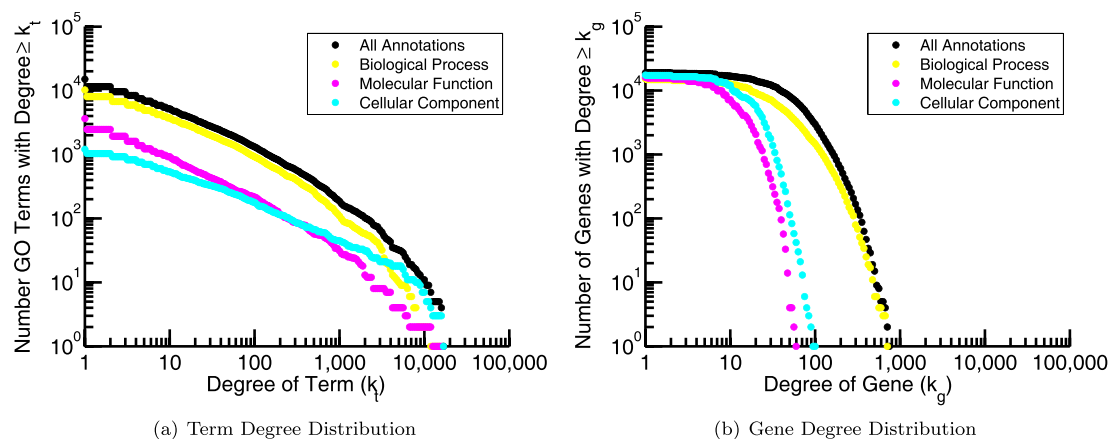 Number GO Terms with Degree≥ kt
10^5
10^4
10^3
10^2
10^1
10^0
1 10 100 1,000 10,000 100,000
Degree of Term (kt)
All Annotations
Biological Process
Molecular Function
Cellular Component
(a) Term Degree Distribution
Number of Genes with Degree ≥ kg
10^5
10^4
10^3
10^2
10^1
10^0
1 10 100 1,000 10,000 100,000
Degree of Gene (kg)
All Annotations
Biological Process
Molecular Function
Cellular Component
(b) Gene Degree Distribution